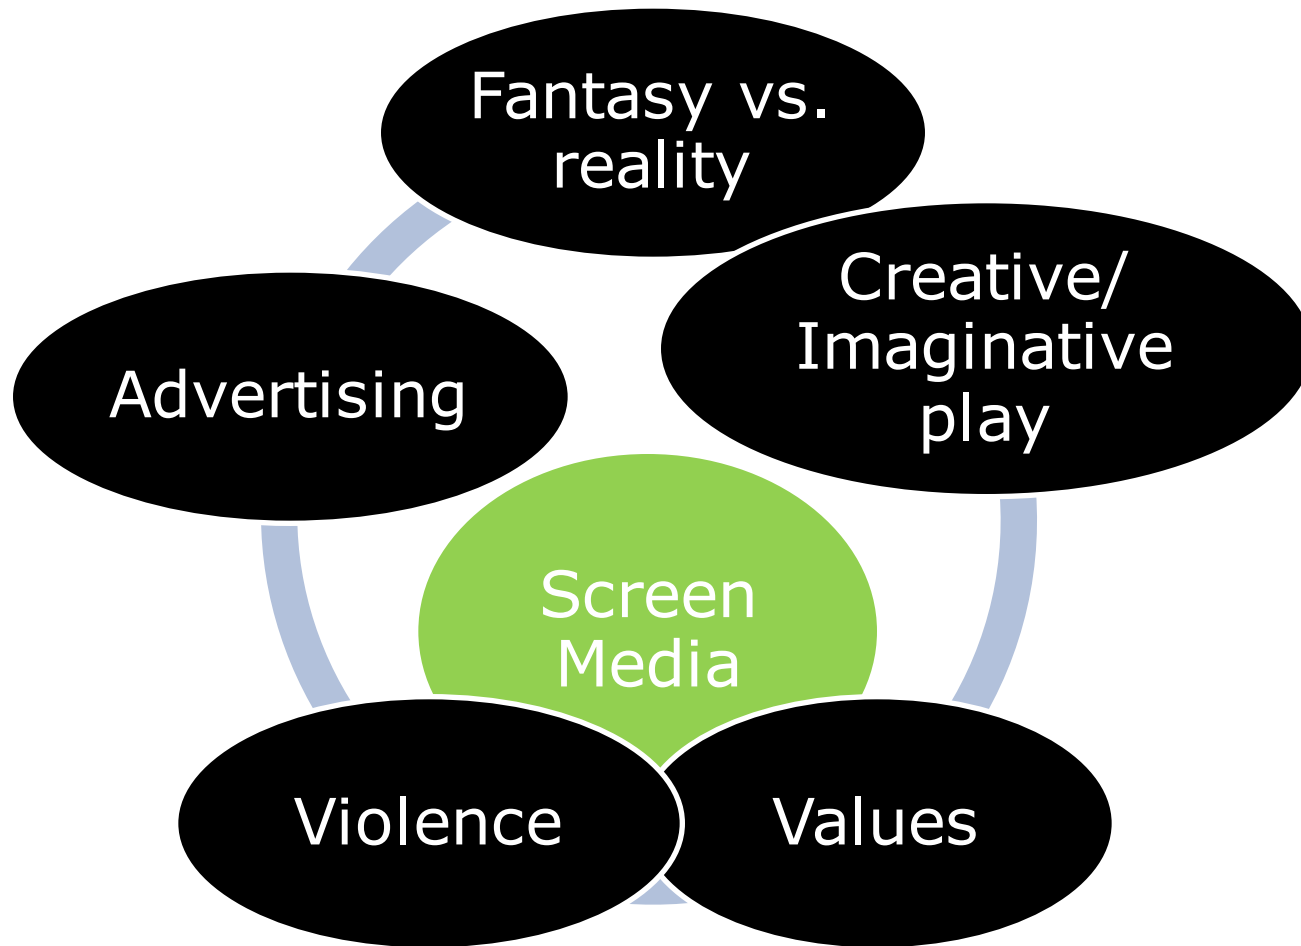 Fantasy vs.
reality
Creative/
Imaginative
play
Advertising
Screen
Media
Violence
Values